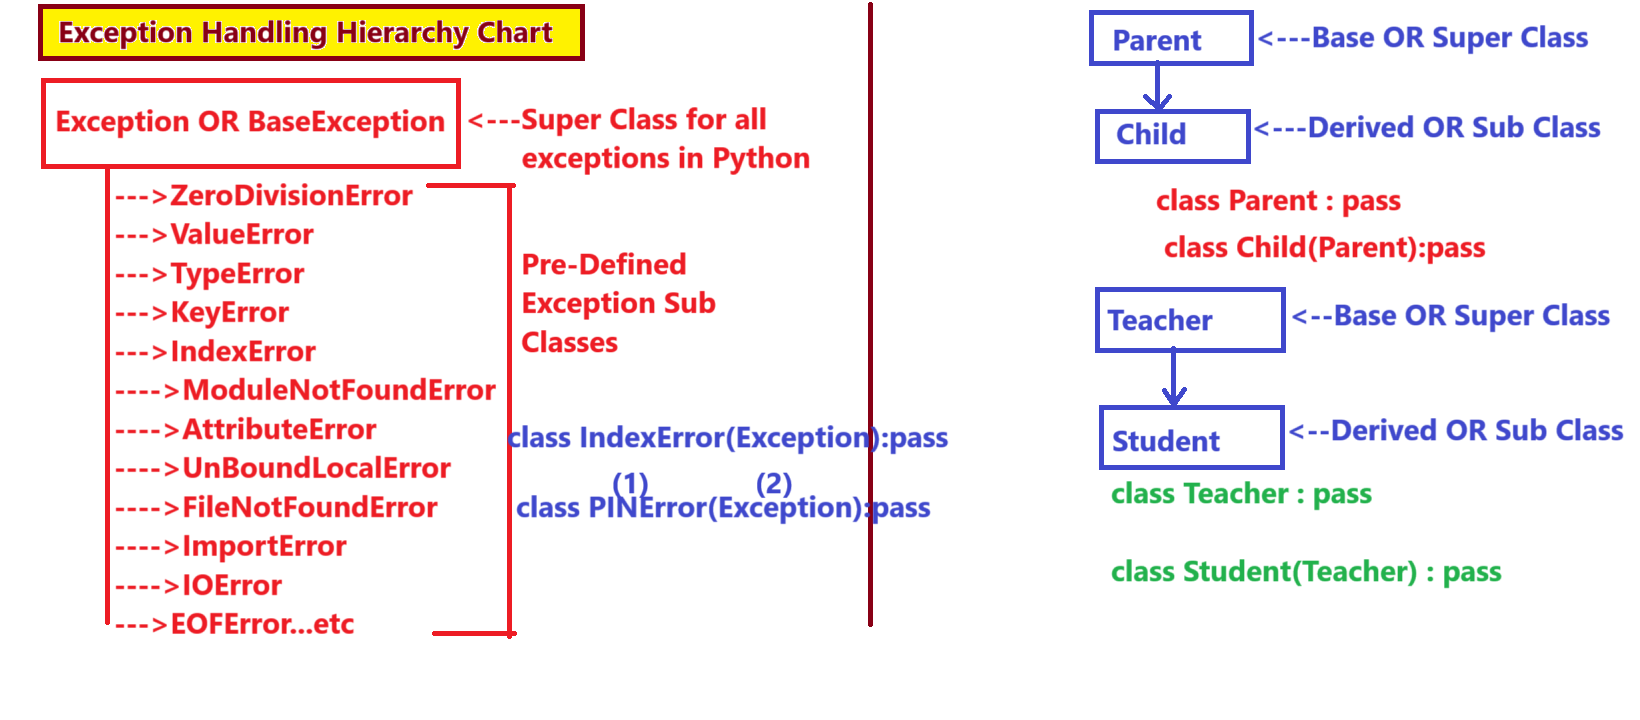 Exception Handling Hierarchy Chart
Exception OR BaseException
<---Super Class for all
exceptions in Python
--->ZeroDivisionError
--->ValueError
--->TypeError
--->KeyError
--->IndexError
---->ModuleNotFoundError
---->AttributeError
---->UnBoundLocalError
---->FileNotFoundError
---->ImportError
---->IOError
--->EOFError...etc
Pre-Defined
Exception Sub
Classes
class IndexError(Exception):pass
(1) (2)
class PINError(Exception):pass
Parent
<---Base OR Super Class
Child
<---Derived OR Sub Class
class Parent : pass
class Child(Parent):pass
Teacher
<--Base OR Super Class
Student
<--Derived OR Sub Class
class Teacher : pass
class Student(Teacher) : pass